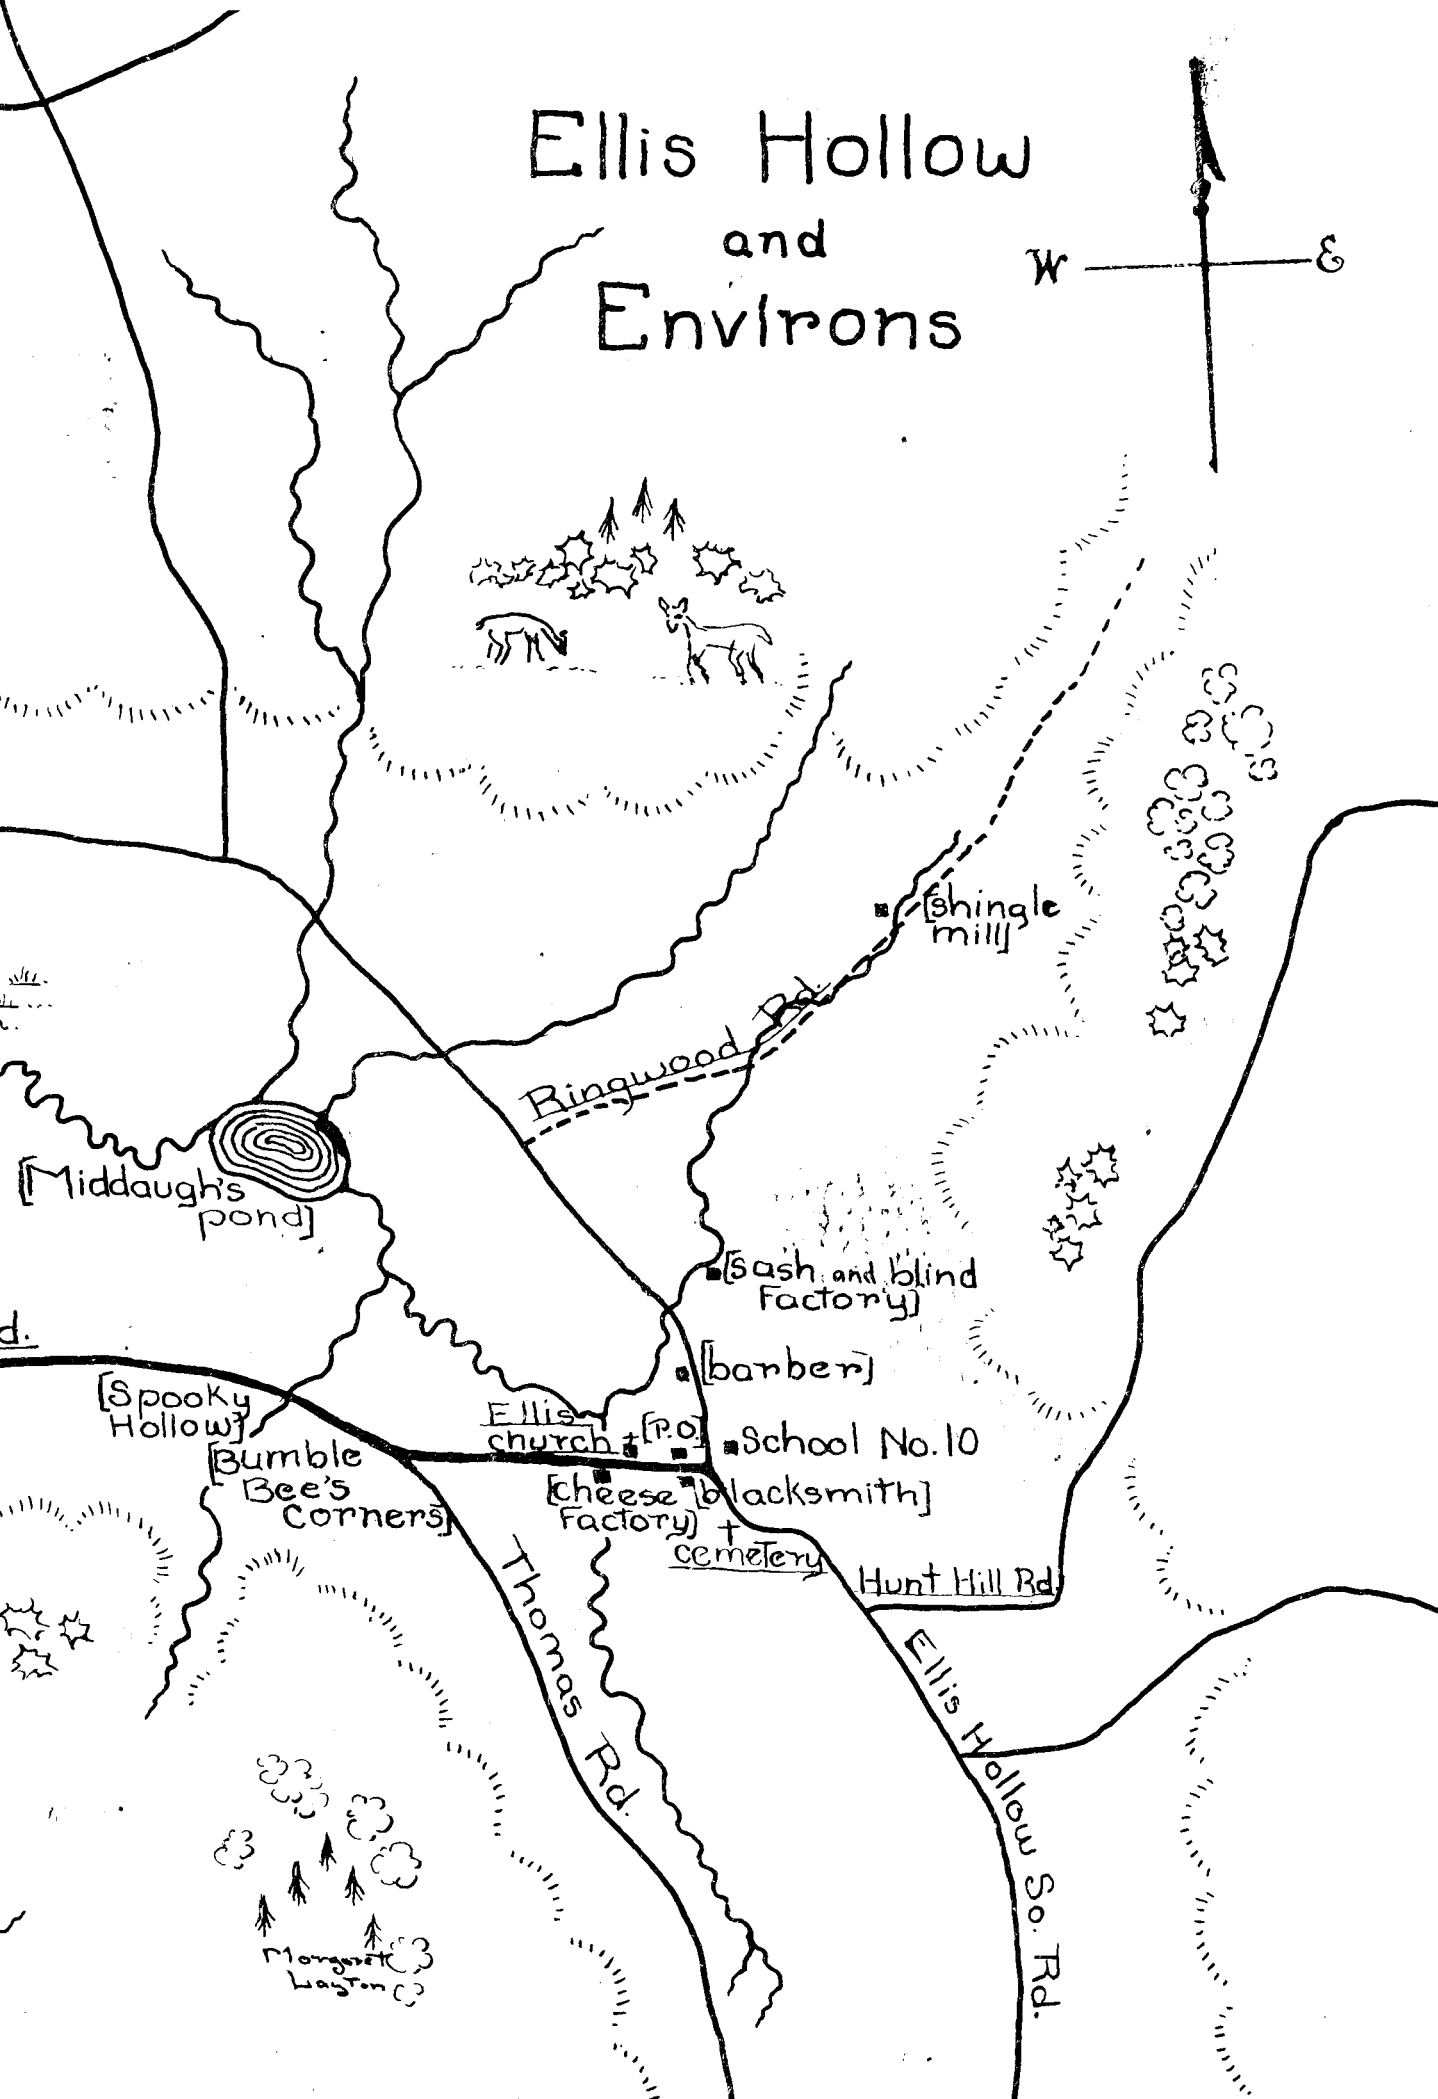 Ellis Hollow
and
Environs
W
E
[shingle
mill]
Ringwood Rd.
[Middaugh's
pond]
[Sash and blind
Factory]
d.
[barber]
[Spooky
Hollow]
Ellis
church
[P.O.]
School No. 10
[Bumble
Bee's
Corners]
[cheese
Factory]
[blacksmith]
cemetery
Hunt Hill Rd.
Thomas Rd.
Ellis Hollow So. Rd.
Margaret
Layton